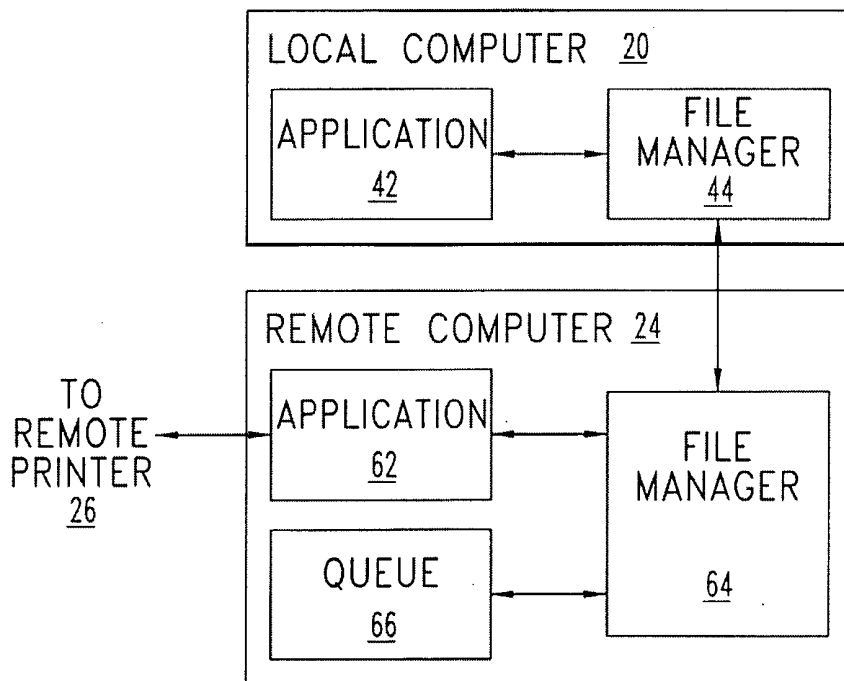 LOCAL COMPUTER 20
APPLICATION
42
FILE
MANAGER
44
REMOTE COMPUTER 24
TO
REMOTE
PRINTER
26
APPLICATION
62
FILE
MANAGER
64
QUEUE
66